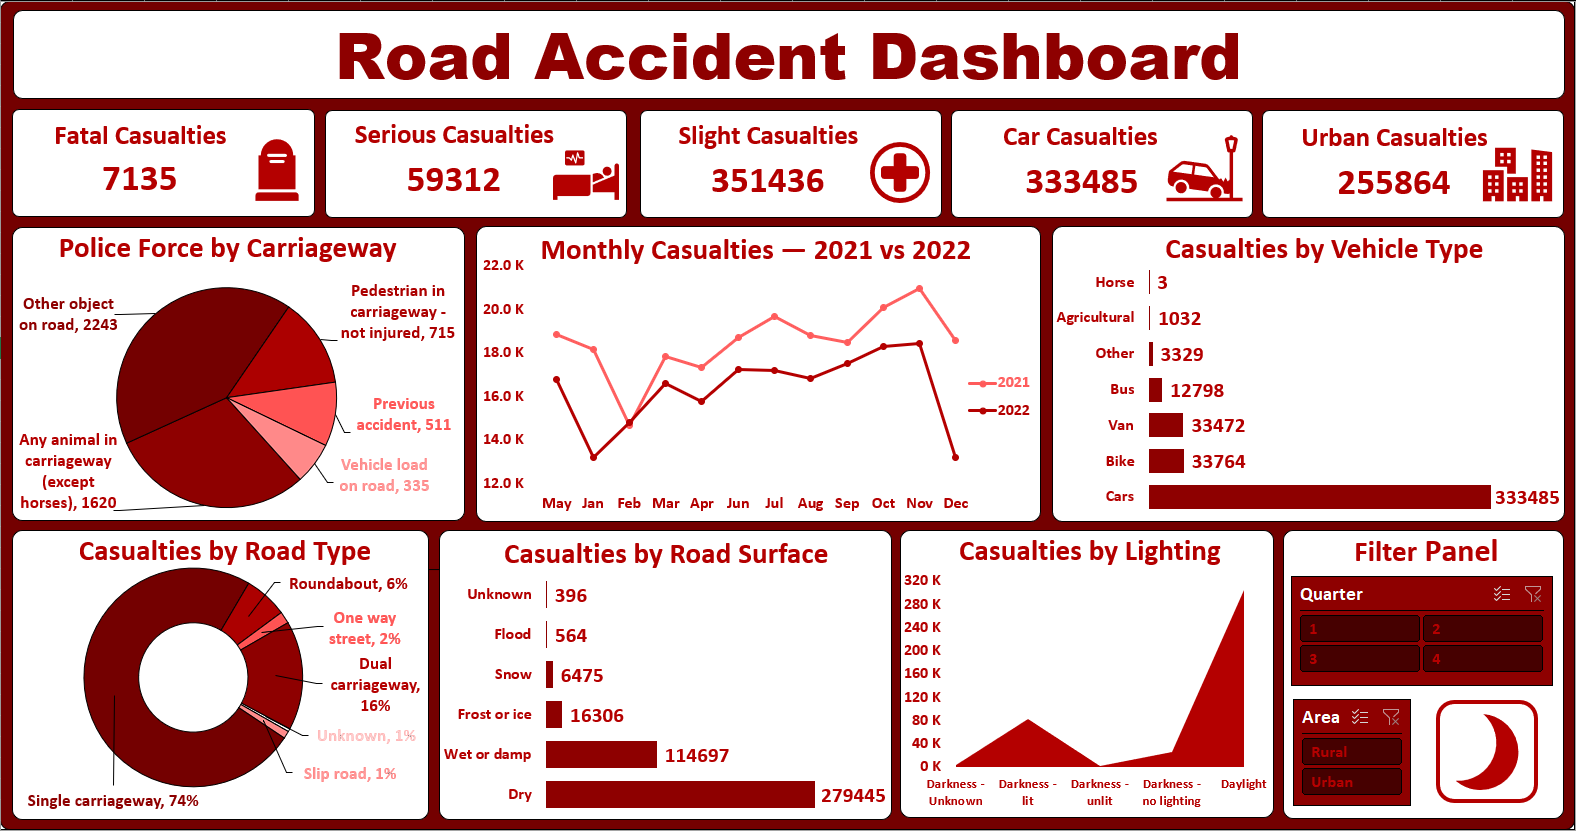 Road Accident Dashboard
Fatal Casualties
7135
Serious Casualties
59312
Slight Casualties
351436
Car Casualties
333485
Urban Casualties
255864
Police Force by Carriageway
Other object
on road, 2243
Pedestrian in
carriageway -
not injured, 715
Previous
accident, 511
Vehicle load
on road, 335
Any animal in
carriageway
(except
horses), 1620
Monthly Casualties — 2021 vs 2022
22.0 K
20.0 K
18.0 K
16.0 K
14.0 K
12.0 K
May Jan Feb Mar Apr Jun Jul Aug Sep Oct Nov Dec
2021
2022
Casualties by Vehicle Type
Horse 3
Agricultural 1032
Other 3329
Bus 12798
Van 33472
Bike 33764
Cars 333485
Casualties by Road Type
Roundabout, 6%
One way
street, 2%
Dual
carriageway,
16%
Unknown, 1%
Slip road, 1%
Single carriageway, 74%
Casualties by Road Surface
Unknown 396
Flood 564
Snow 6475
Frost or ice 16306
Wet or damp 114697
Dry 279445
Casualties by Lighting
320 K
280 K
240 K
200 K
160 K
120 K
80 K
40 K
0 K
Darkness -
Unknown
Darkness -
lit
Darkness -
unlit
Darkness -
no lighting
Daylight
Filter Panel
Quarter
1 2
3 4
Area
Rural
Urban